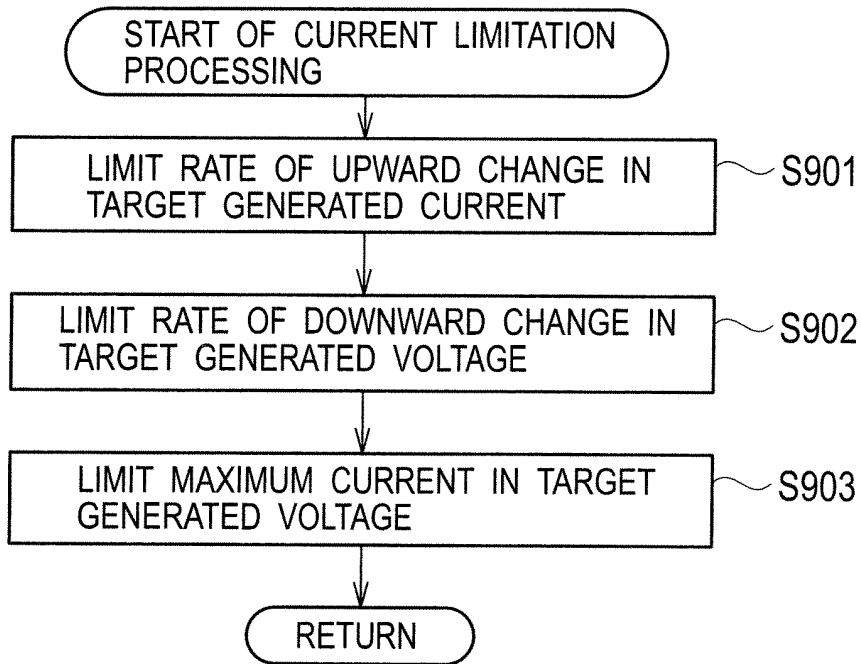 START OF CURRENT LIMITATION
PROCESSING
LIMIT RATE OF UPWARD CHANGE IN
TARGET GENERATED CURRENT
S901
LIMIT RATE OF DOWNWARD CHANGE IN
TARGET GENERATED VOLTAGE
S902
LIMIT MAXIMUM CURRENT IN TARGET
GENERATED VOLTAGE
S903
RETURN